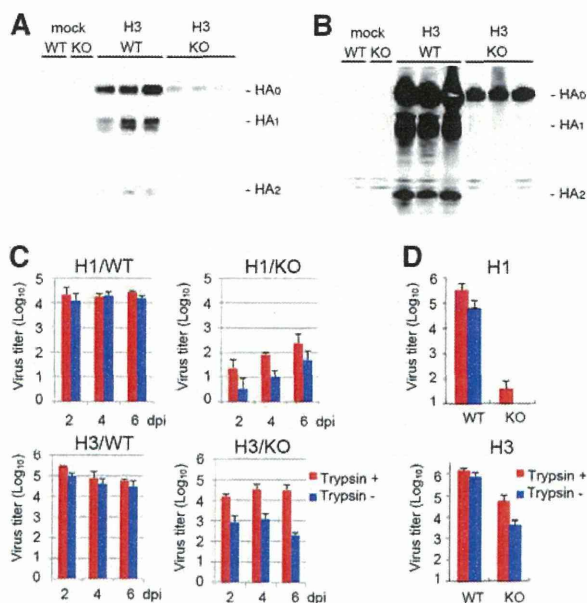 A
mock
H3
H3
WT KO
WT
KO
- HA0
- HA1
- HA2
B
mock
H3
H3
WT KO
WT
KO
- HA0
- HA1
- HA2
C
H1/WT
Virus titer (Log10)
5
4
3
2
1
0
2 4 6 dpi
H1/KO
Virus titer (Log10)
5
4
3
2
1
0
2 4 6 dpi
H3/WT
Virus titer (Log10)
6
5
4
3
2
1
0
2 4 6 dpi
H3/KO
Virus titer (Log10)
6
5
4
3
2
1
0
2 4 6 dpi
Trypsin +
Trypsin -
D
H1
Virus titer (Log10)
6
5
4
3
2
1
WT KO
H3
Virus titer (Log10)
6
5
4
3
2
1
WT KO
Trypsin +
Trypsin -